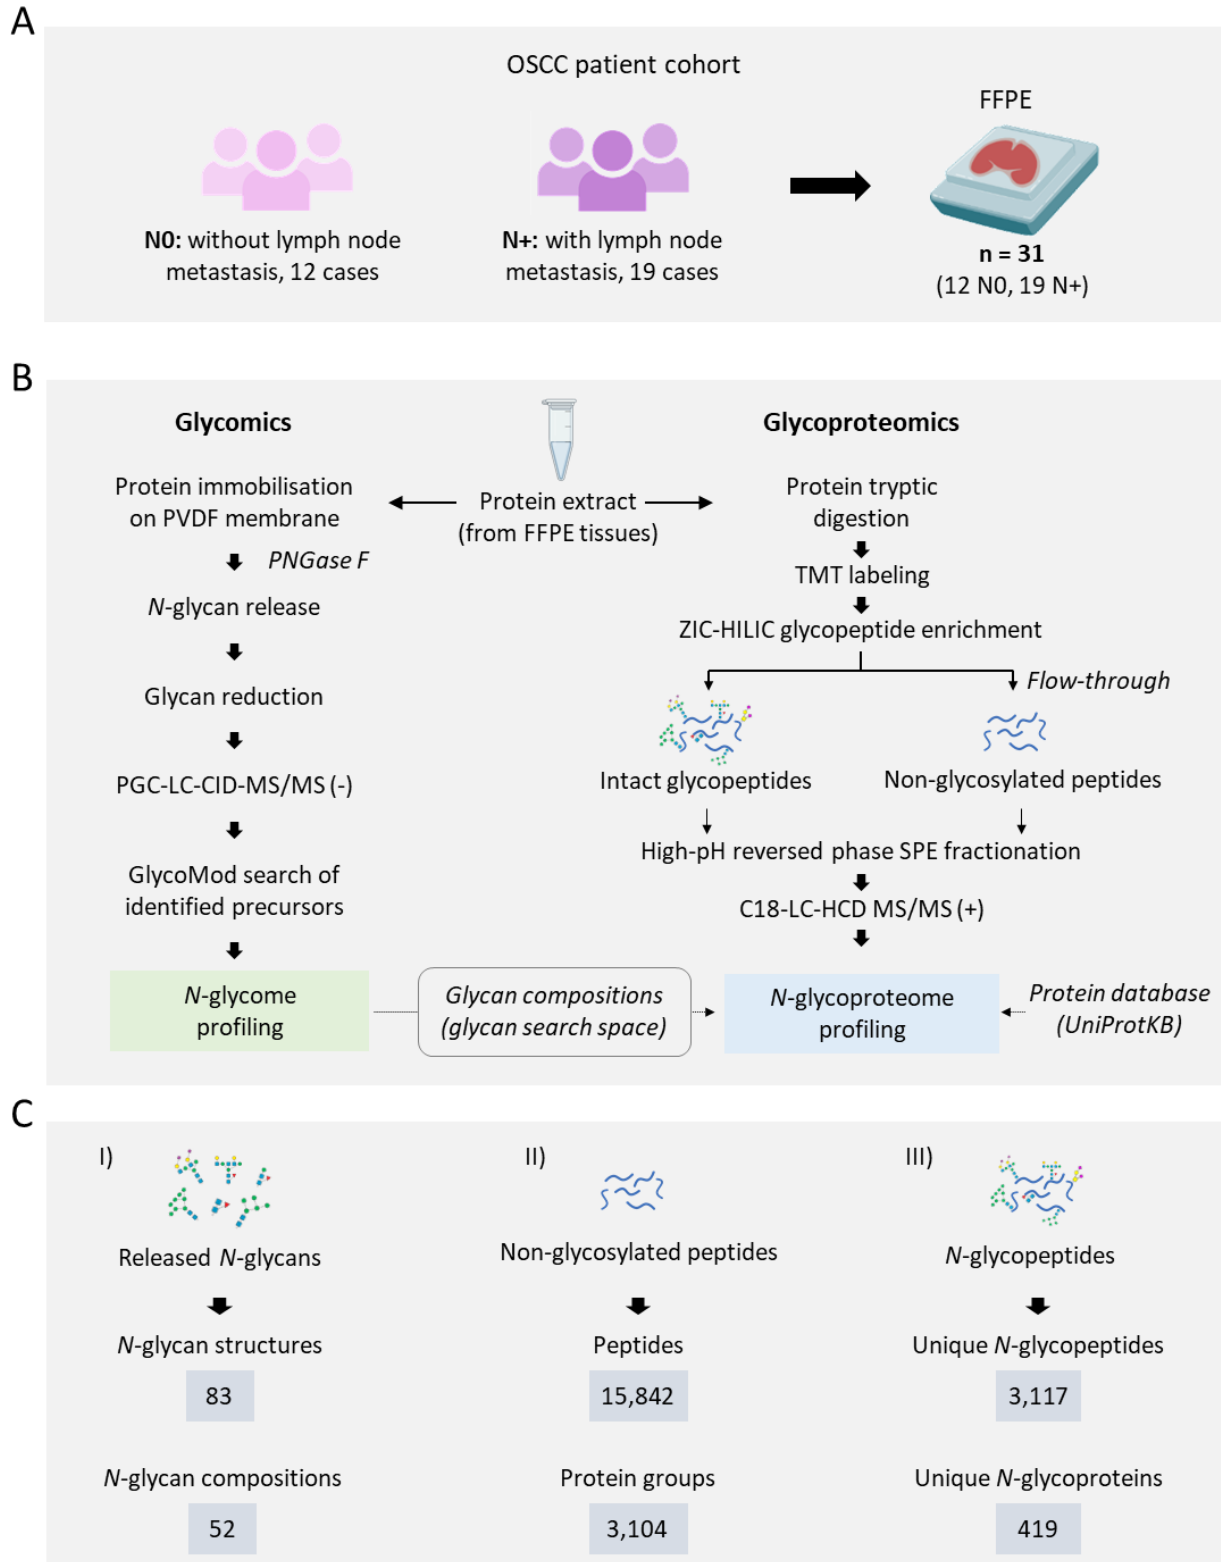 A
OSCC patient cohort
FFPE
N0: without lymph node
metastasis, 12 cases
N+: with lymph node
metastasis, 19 cases
n = 31
(12 N0, 19 N+)
B
Glycomics
Protein immobilisation
on PVDF membrane
PNGase F
N-glycan release
Glycan reduction
PGC-LC-CID-MS/MS (-)
GlycoMod search of
identified precursors
N-glycome
profiling
Protein extract
(from FFPE tissues)
Glycoproteomics
Protein tryptic
digestion
TMT labeling
ZIC-HILIC glycopeptide enrichment
Flow-through
Intact glycopeptides
Non-glycosylated peptides
High-pH reversed phase SPE fractionation
C18-LC-HCD MS/MS (+)
Glycan compositions
(glycan search space)
N-glycoproteome
profiling
Protein database
(UniProtKB)
C
I)
Released N-glycans
N-glycan structures
83
N-glycan compositions
52
II)
Non-glycosylated peptides
Peptides
15,842
Protein groups
3,104
III)
N-glycopeptides
Unique N-glycopeptides
3,117
Unique N-glycoproteins
419